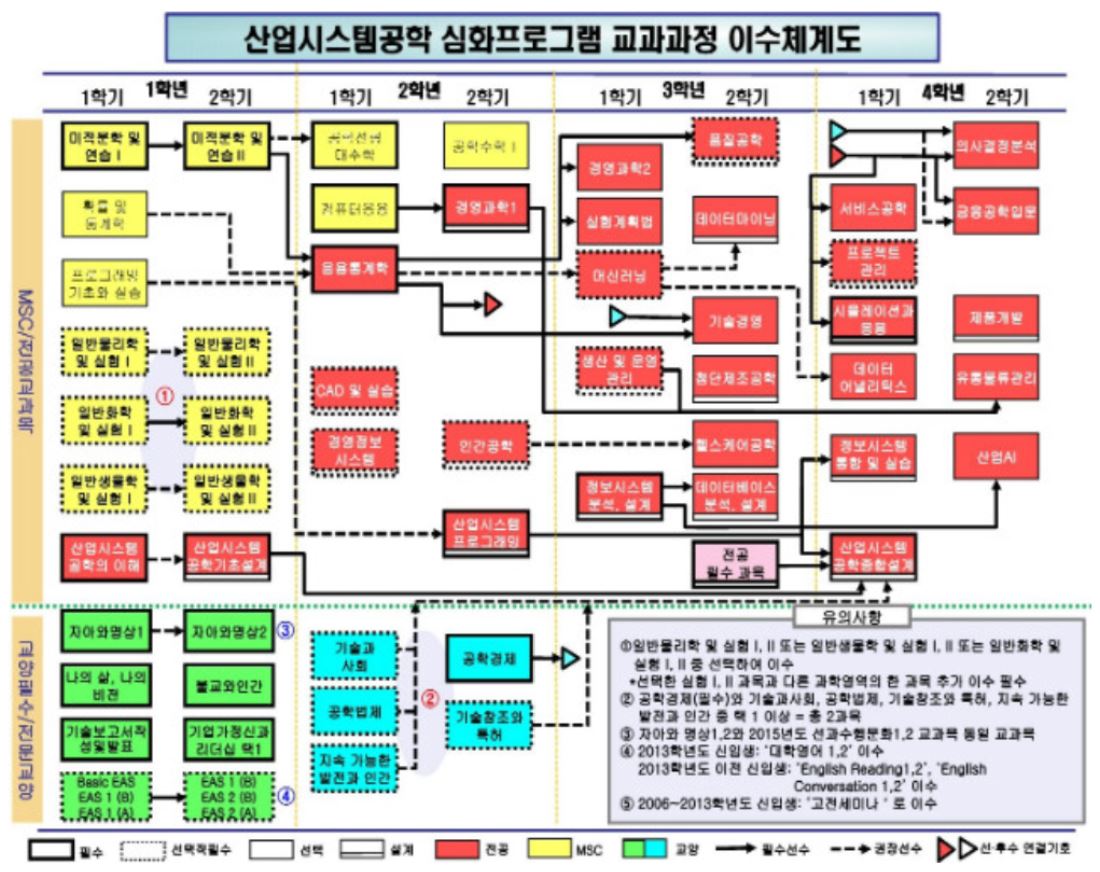 산업시스템공학 심화프로그램 교과과정 이수체계도
1학년
2학년
3학년
4학년
1학기
2학기
1학기
2학기
1학기
2학기
1학기
2학기
MSC/전공교과목
미적분학 및
연습 I
미적분학 및
연습II
공학선형
대수학
공학수학 I
확률 및
통계학
프로그래밍
기초와 실습
일반물리학
및 실험 I
일반물리학
및 실험 II
①
일반화학
및 실험 I
일반화학
및 실험 II
일반생물학
및 실험 I
일반생물학
및 실험 II
산업시스템
공학의 이해
산업시스템
공학기초설계
컴퓨터응용
경영과학1
응용통계학
CAD 및 실습
경영정보
시스템
인간공학
산업시스템
프로그래밍
경영과학2
실험계획법
머신러닝
생산 및 운영
관리
정보시스템
분석, 설계
품질공학
데이터마이닝
기술경영
첨단제조공학
헬스케어공학
데이터베이스
분석, 설계
전공
필수 과목
서비스공학
프로젝트
관리
시뮬레이션과
응용
데이터
어낼리틱스
정보시스템
통합 및 실습
산업시스템
공학종합설계
의사결정분석
금융공학입문
제품개발
유통물류관리
산업AI
교양필수/전문교양
자아와명상1
자아와명상2
③
나의 삶, 나의
비전
불교와인간
기술보고서작
성및발표
기업가정신과
리더십 택1
Basic EAS
EAS 1 (B)
EAS 1 (A)
EAS 1 (B)
EAS 2 (B)
EAS 2 (A)
④
기술과
사회
공학법제
지속 가능한
발전과 인간
②
공학경제
기술창조와
특허
유의사항
①일반물리학 및 실험 I, II 또는 일반생물학 및 실험 I, II 또는 일반화학 및
실험 I, II 중 선택하여 이수
*선택한 실험 I, II 과목과 다른 과학영역의 한 과목 추가 이수 필수
② 공학경제(필수)와 기술과사회, 공학법제, 기술창조와 특허, 지속 가능한
발전과 인간 중 택 1 이상 = 총 2과목
③ 자아와 명상1,2와 2015년도 선과수행문화1,2 교과목 동일 교과목
④ 2013학년도 신입생: '대학영어 1,2' 이수
2013학년도 이전 신입생: 'English Reading1,2', 'English
Conversation 1,2' 이수
⑤ 2006~2013학년도 신입생: '고전세미나' 로 이수
필수
선택적필수
선택
설계
전공
MSC
교양
필수선수
권장선수
선·후수 연결기호